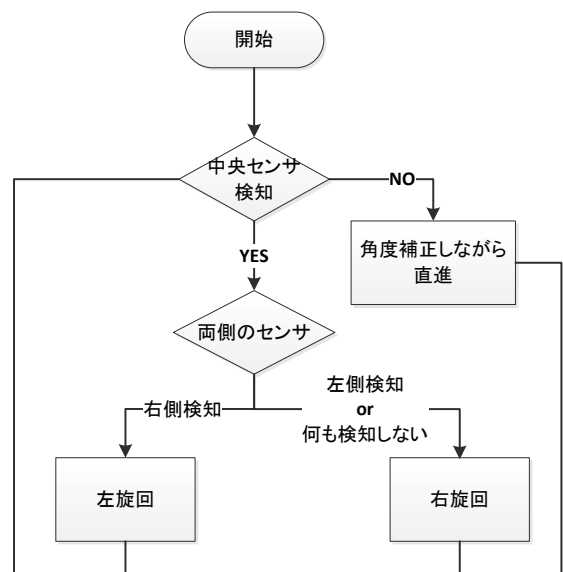 開始
中央センサ
検知
NO
角度補正しながら
直進
YES
両側のセンサ
右側検知
左側検知
or
何も検知しない
左旋回
右旋回